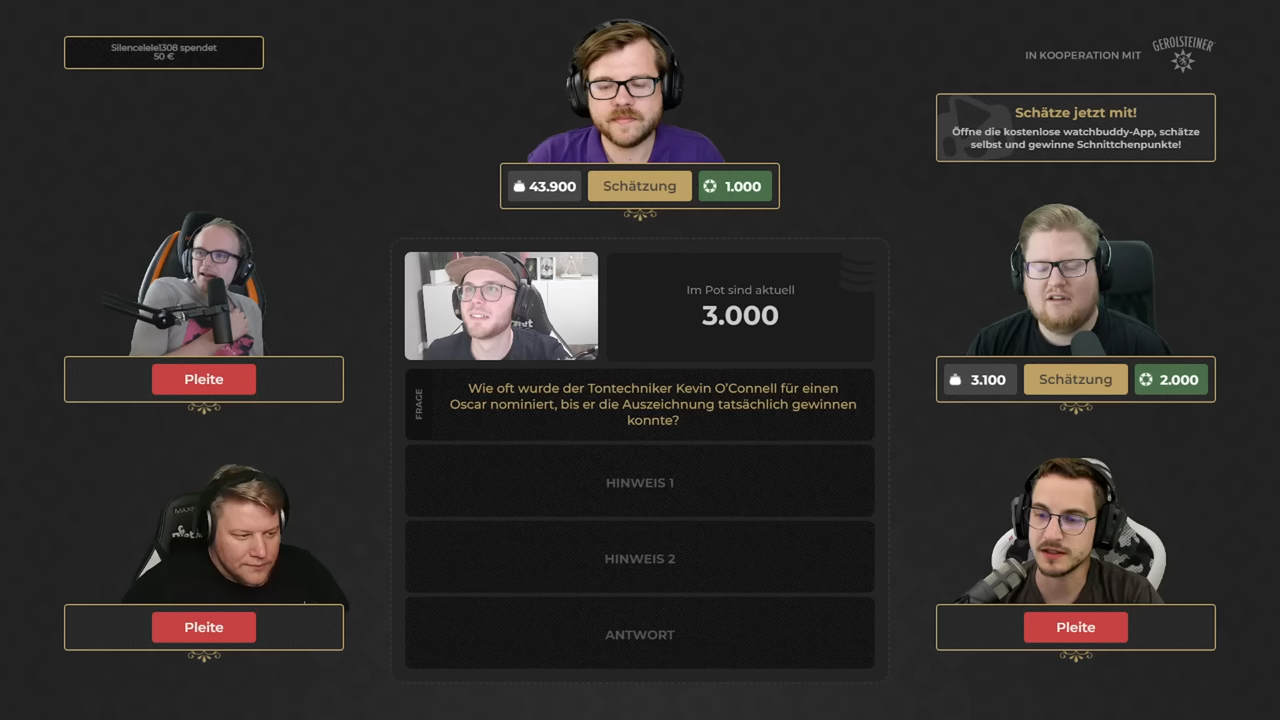 Silencelele1308 spendet
50 €
IN KOOPERATION MIT
GEROLSTEINER
Schätze jetzt mit!
Öffne die kostenlose watchbuddy-App, schätze
selbst und gewinne Schnittchenpunkte!
43.900
Schätzung
1.000
Im Pot sind aktuell
3.000
Pleite
3.100
Schätzung
2.000
FRAGE
Wie oft wurde der Tontechniker Kevin O'Connell für einen
Oscar nominiert, bis er die Auszeichnung tatsächlich gewinnen
konnte?
HINWEIS 1
HINWEIS 2
ANTWORT
Pleite
Pleite